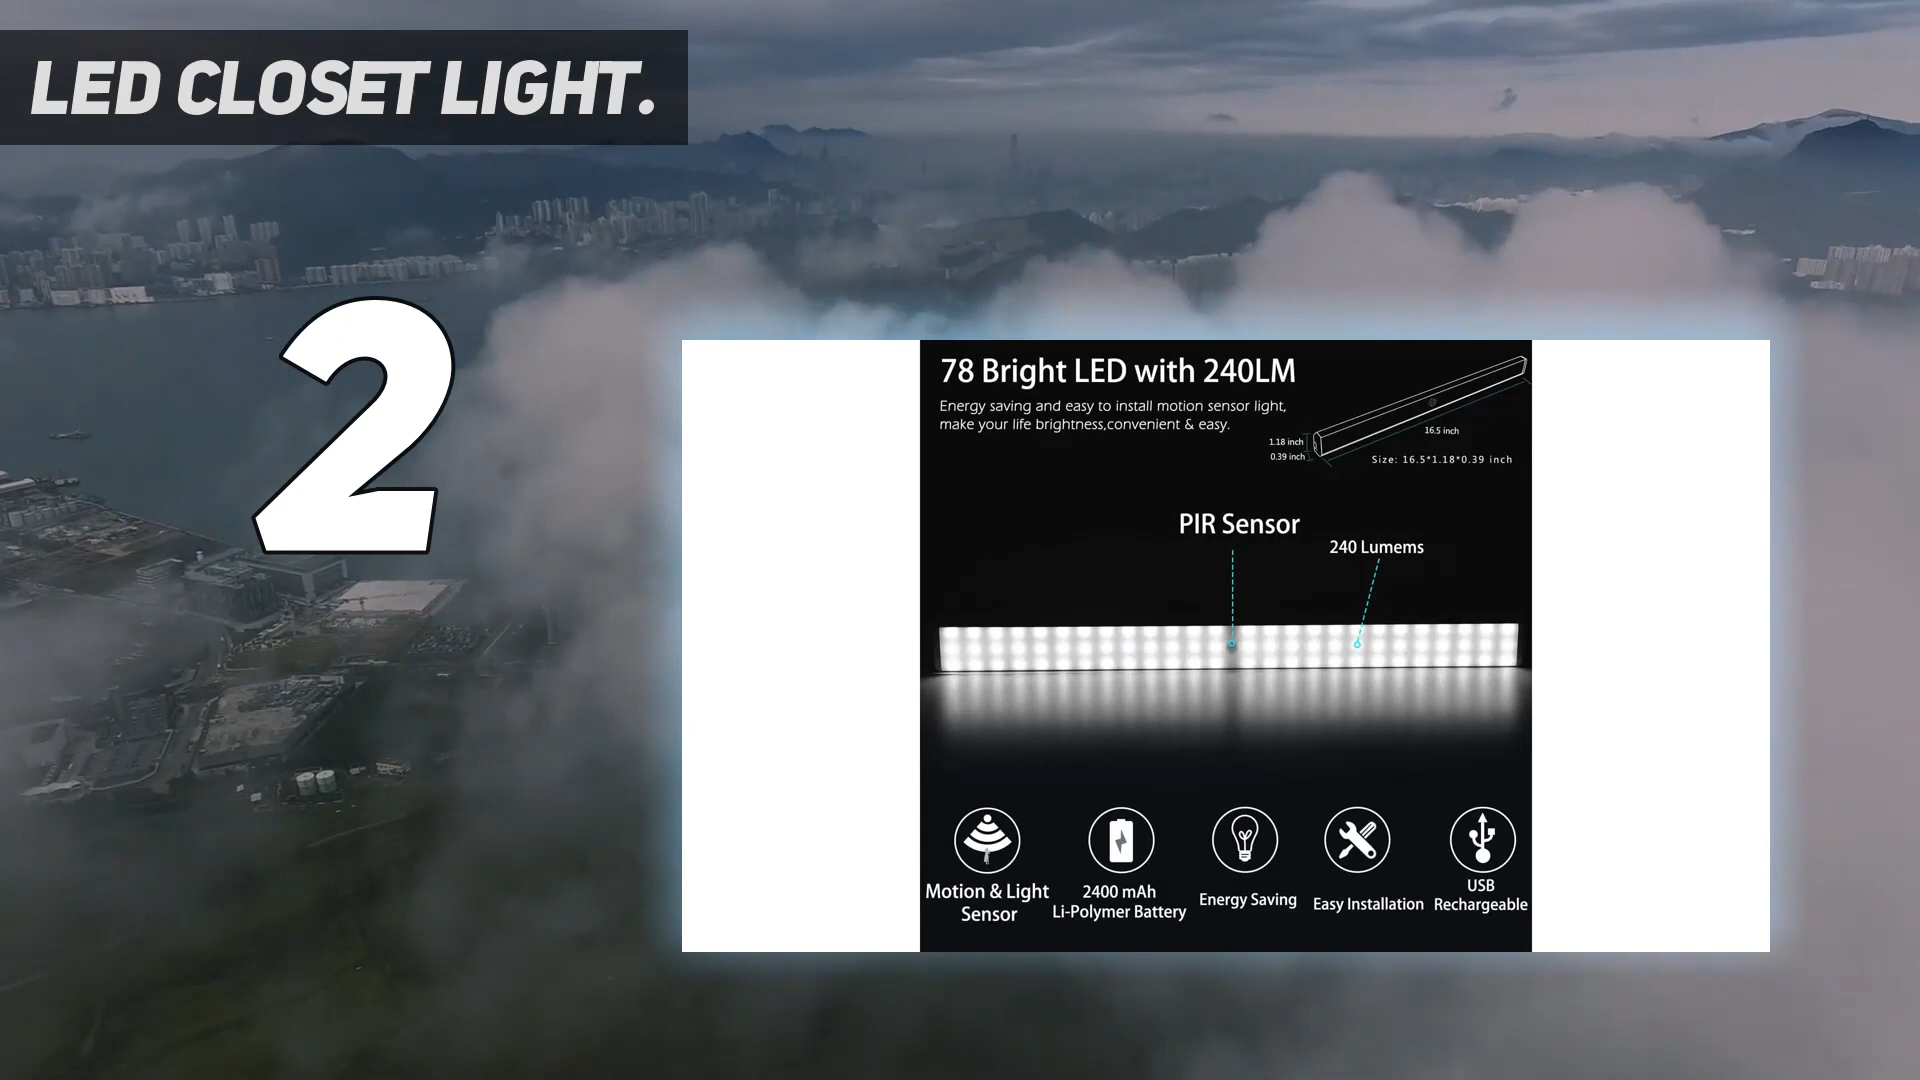 LED CLOSET LIGHT.
2
78 Bright LED with 240LM
Energy saving and easy to install motion sensor light,
make your life brightness,convenient & easy.
1.18 inch
0.39 inch
16.5 inch
Size: 16.5*1.18*0.39 inch
PIR Sensor
240 Lumems
Motion & Light
Sensor
2400 mAh
Li-Polymer Battery
Energy Saving
Easy Installation
USB
Rechargeable